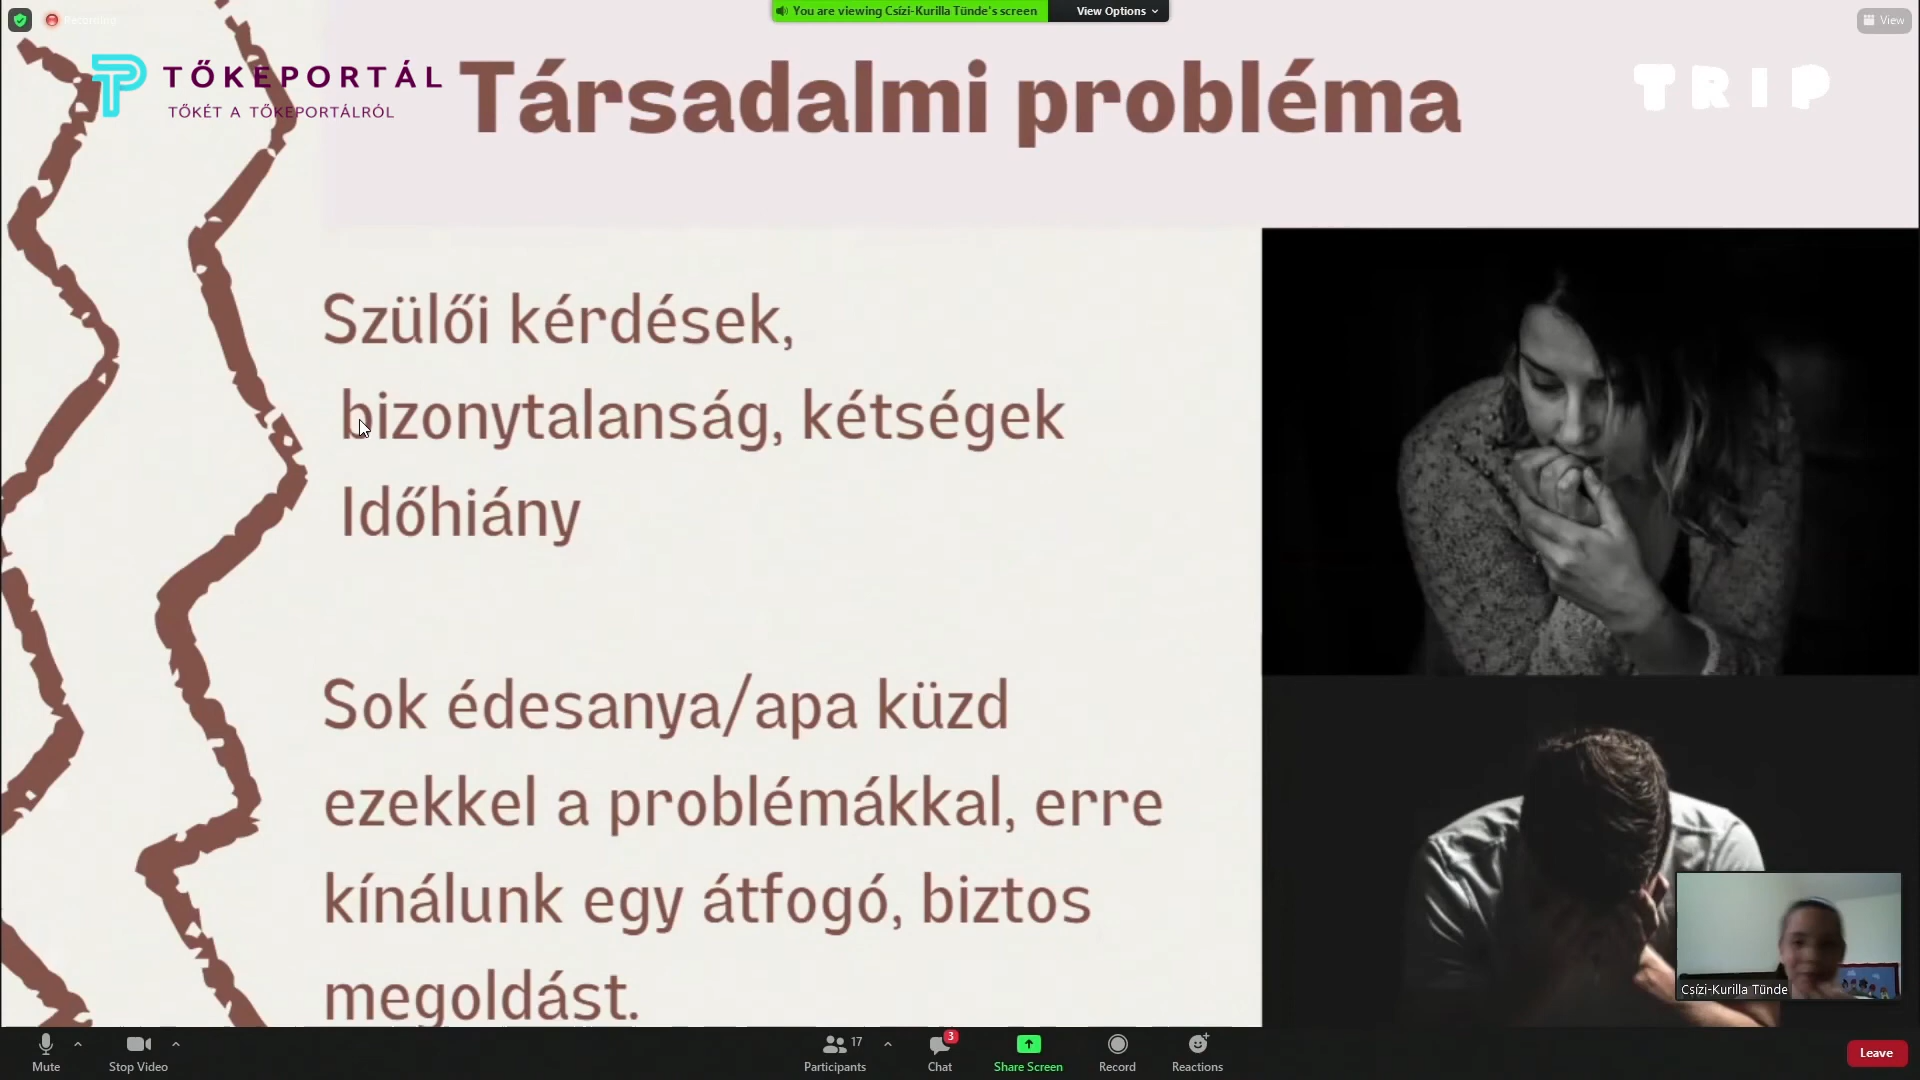 Recording
You are viewing Csízi-Kurilla Tünde's screen
View Options
View
TŐKEPORTÁL
TŐKÉT A TŐKEPORTÁLRÓL
Társadalmi probléma
TRIP
Szülői kérdések,
bizonytalanság, kétségek
Időhiány
Sok édesanya/apa küzd
ezekkel a problémákkal, erre
kínálunk egy átfogó, biztos
megoldást.
Csízi-Kurilla Tünde
Mute
Stop Video
Participants
17
Chat
3
Share Screen
Record
Reactions
Leave